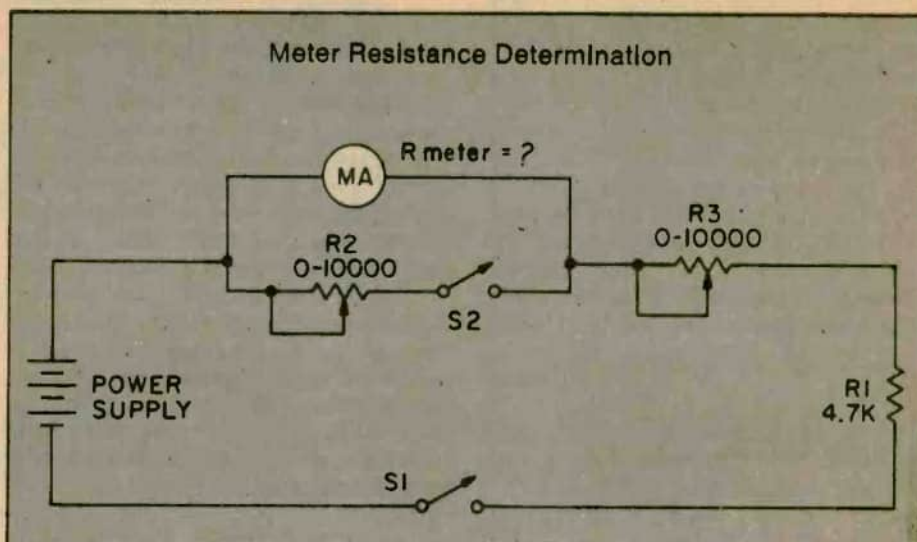 Meter Resistance Determination
R meter = ?
MA
R2
0-10000
R3
0-10000
S2
POWER
SUPPLY
R1
4.7K
S1